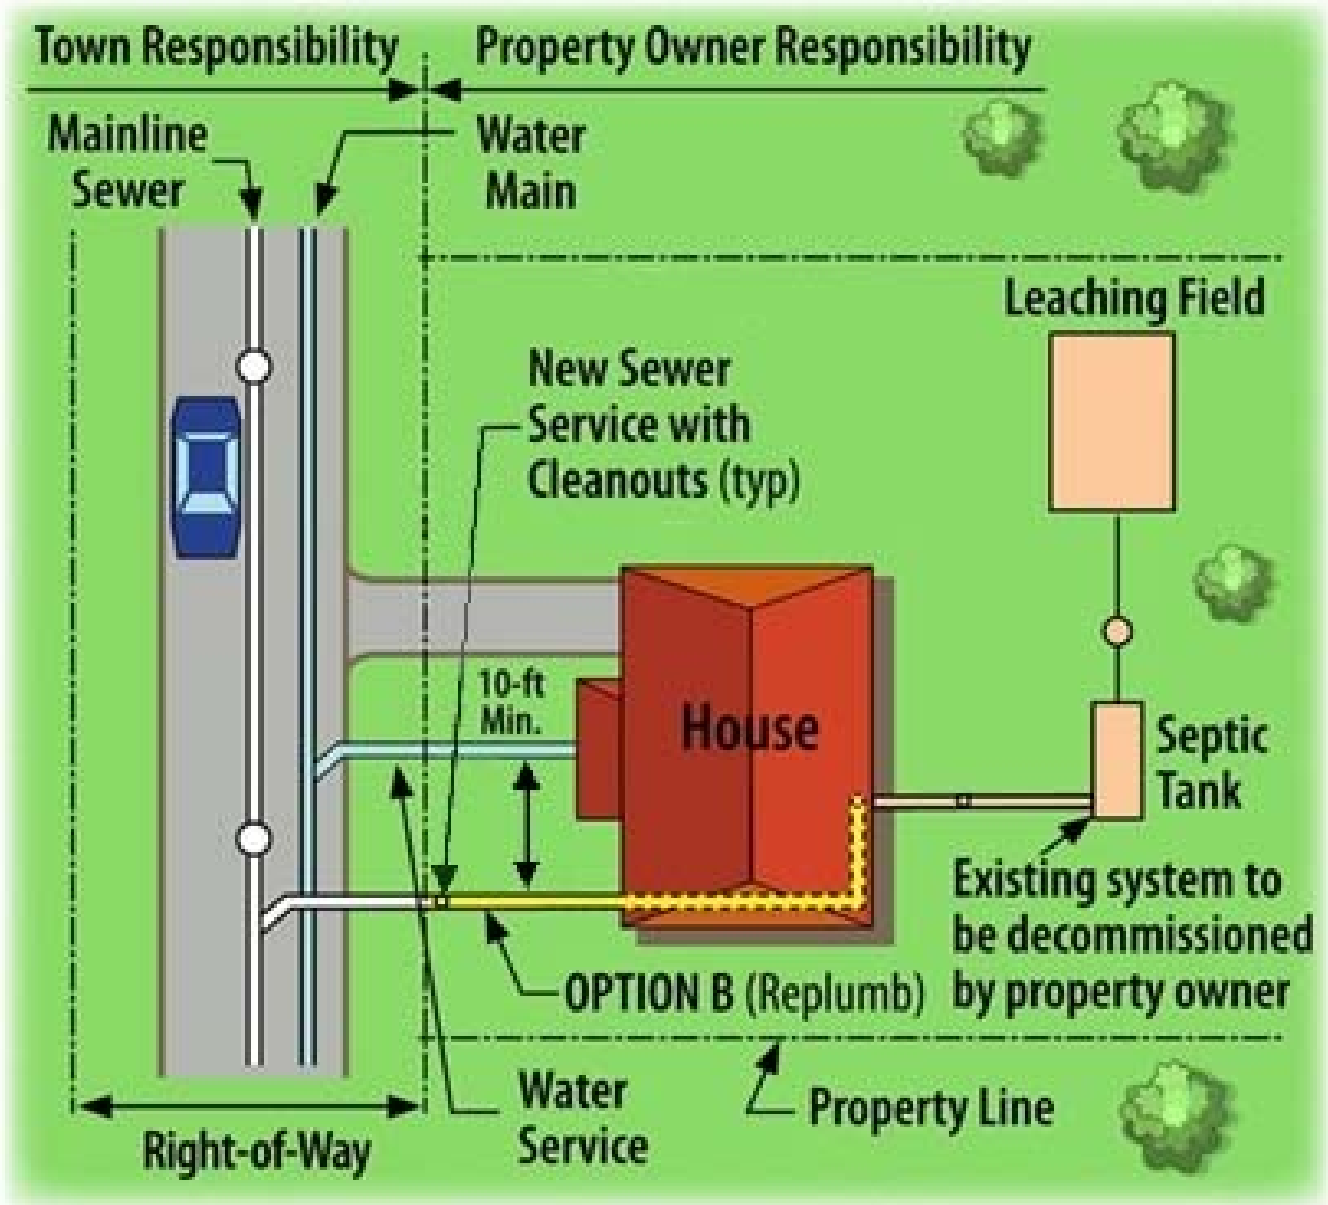 Town Responsibility
Property Owner Responsibility
Mainline
Sewer
Water
Main
Leaching Field
New Sewer
Service with
Cleanouts (typ)
10-ft
Min.
House
Septic
Tank
Existing system to
be decommissioned
by property owner
OPTION B (Replumb)
Water
Service
Property Line
Right-of-Way